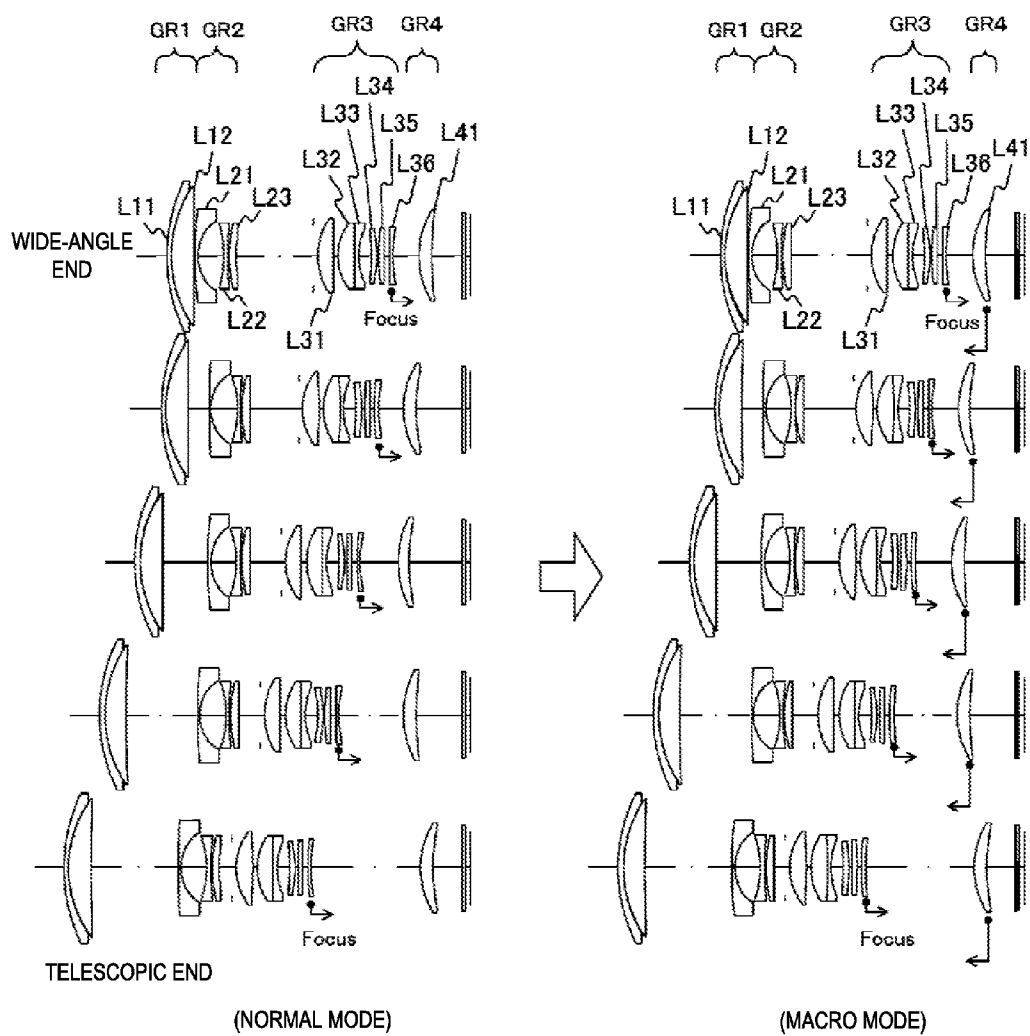 GR1 GR2 GR3 GR4
L34
L33
L35
L12
L32
L41
L21
L36
L11
L23
WIDE-ANGLE
END
L22
Focus
L31
Focus
TELESCOPIC END
(NORMAL MODE)
GR1 GR2 GR3 GR4
L34
L33
L35
L12
L32
L41
L21
L36
L11
L23
L22
Focus
L31
Focus
(MACRO MODE)